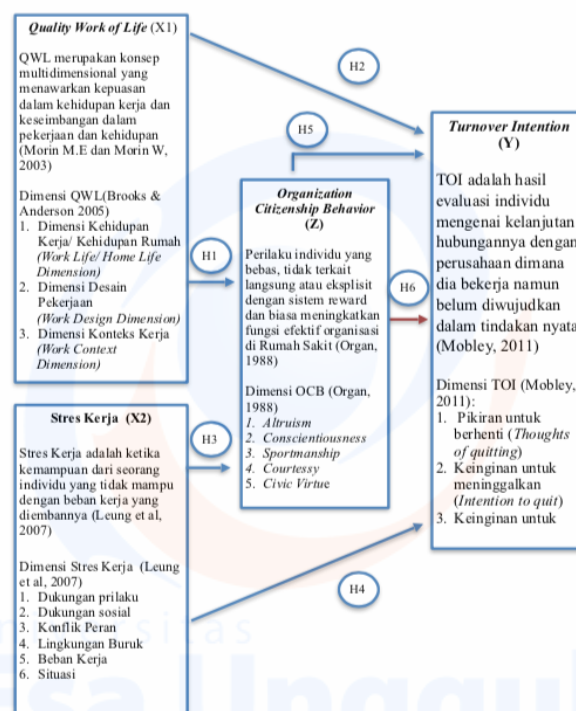 Quality Work of Life (X1)
QWL merupakan konsep
multidimensional yang
menawarkan kepuasan
dalam kehidupan kerja dan
keseimbangan dalam
pekerjaan dan kehidupan
(Morin M.E dan Morin W,
2003)
Dimensi QWL(Brooks &
Anderson 2005)
1. Dimensi Kehidupan
Kerja/ Kehidupan Rumah
(Work Life/ Home Life
Dimension)
2. Dimensi Desain
Pekerjaan
(Work Design Dimension)
3. Dimensi Konteks Kerja
(Work Context
Dimension)
Stres Kerja (X2)
Stres Kerja adalah ketika
kemampuan dari seorang
individu yang tidak mampu
dengan beban kerja yang
diembannya (Leung et al,
2007)
Dimensi Stres Kerja (Leung
et al, 2007)
1. Dukungan prilaku
2. Dukungan sosial
3. Konflik Peran
4. Lingkungan Buruk
5. Beban Kerja
6. Situasi
H1
H3
H2
H5
Organization
Citizenship Behavior
(Z)
Perilaku individu yang
bebas, tidak terkait
langsung atau eksplisit
dengan sistem reward
dan biasa meningkatkan
fungsi efektif organisasi
di Rumah Sakit (Organ,
1988)
Dimensi OCB (Organ,
1988)
1. Altruism
2. Conscientiousness
3. Sportmanship
4. Courtessy
5. Civic Virtue
H6
H4
Turnover Intention
(Y)
TOI adalah hasil
evaluasi individu
mengenai kelanjutan
hubungannya dengan
perusahaan dimana
dia bekerja namun
belum diwujudkan
dalam tindakan nyata
(Mobley, 2011)
Dimensi TOI (Mobley,
2011):
1. Pikiran untuk
berhenti (Thoughts
of quitting)
2. Keinginan untuk
meninggalkan
(Intention to quit)
3. Keinginan untuk